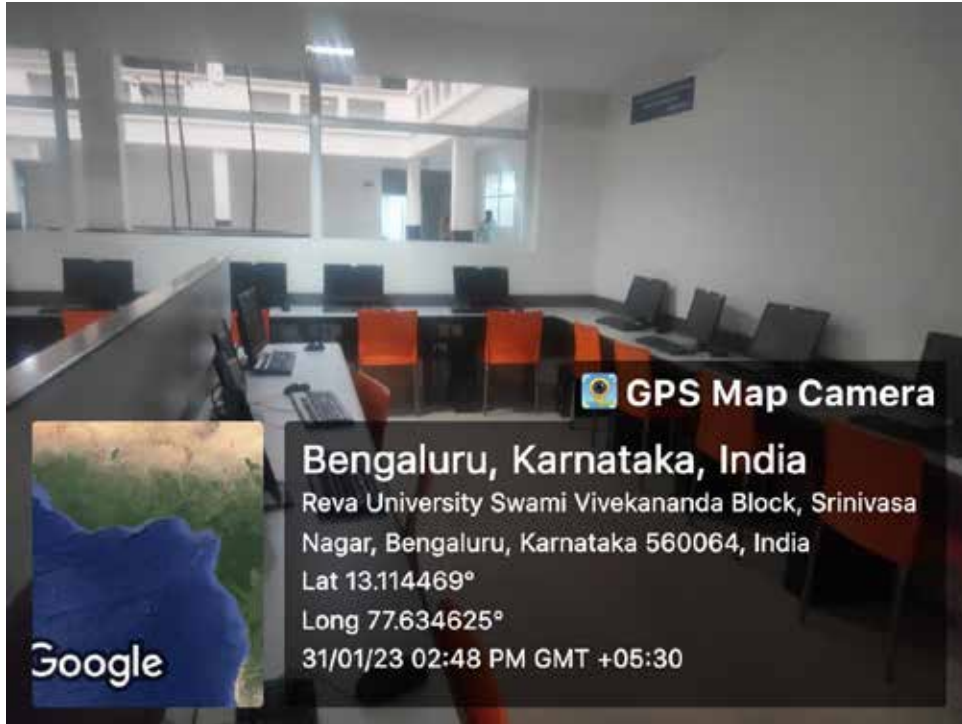 GPS Map Camera
Bengaluru, Karnataka, India
Reva University Swami Vivekananda Block, Srinivasa
Nagar, Bengaluru, Karnataka 560064, India
Lat 13.114469°
Long 77.634625°
31/01/23 02:48 PM GMT +05:30
Google